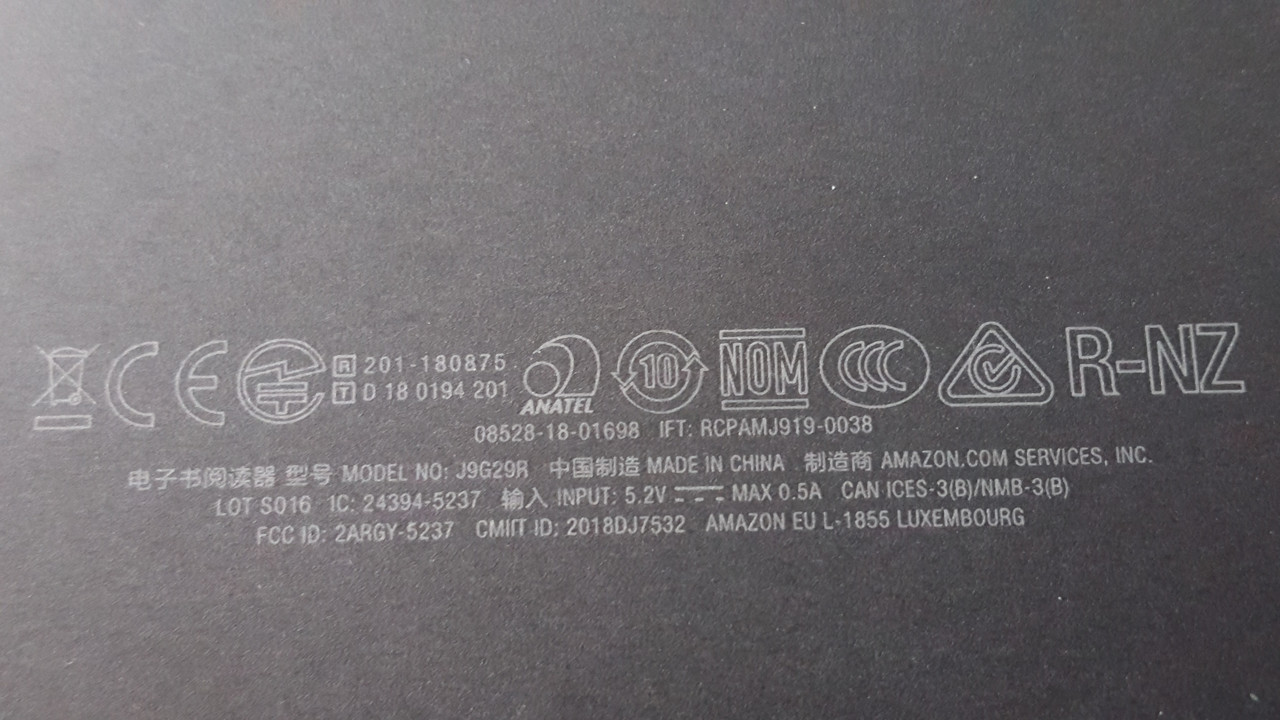 CE R 201-180875
T D 18 0194 201 ANATEL 10 NOM CCC R-NZ
08528-18-01698 IFT: RCPAMJ919-0038
电子书阅读器 型号 MODEL NO: J9G29R 中国制造 MADE IN CHINA 制造商 AMAZON.COM SERVICES, INC.
LOT SQ16 IC: 24394-5237 输入 INPUT: 5.2V MAX 0.5A CAN ICES-3(B)/NMB-3(B)
FCC ID: 2ARGY-5237 CMIIT ID: 2018DJ7532 AMAZON EU L-1855 LUXEMBOURG